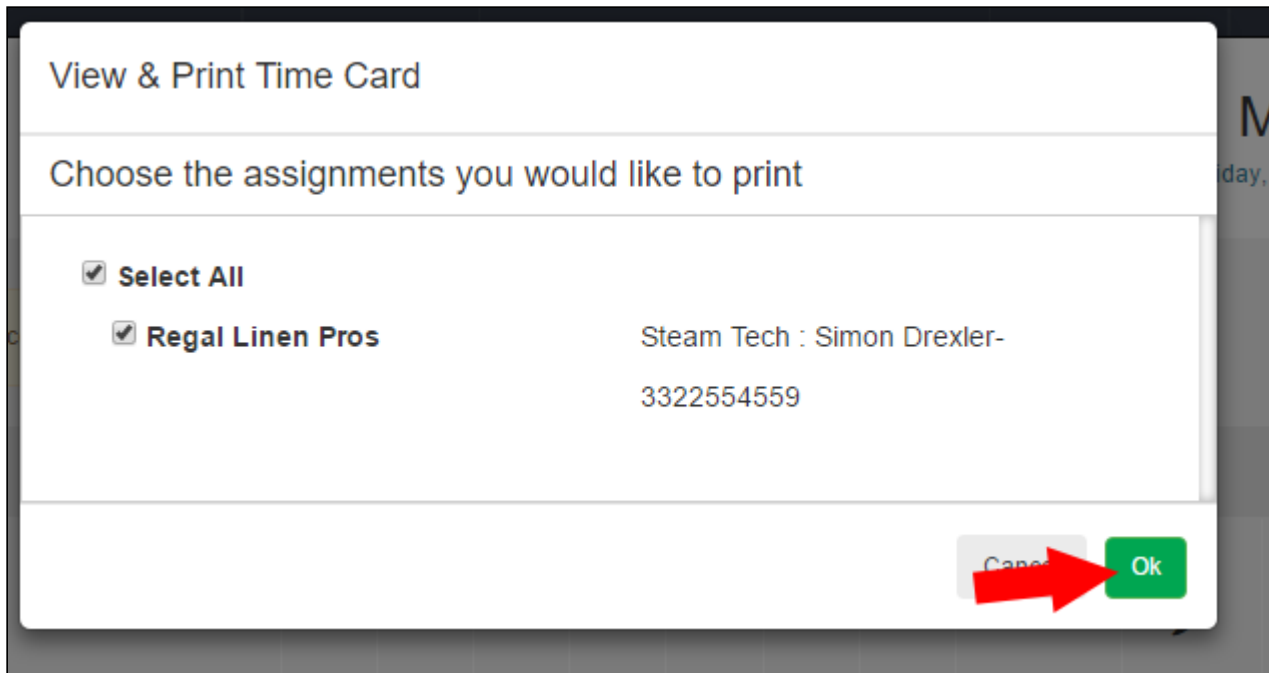 View & Print Time Card
Choose the assignments you would like to print
Select All
Regal Linen Pros
Steam Tech : Simon Drexler-
3322554559
Ok